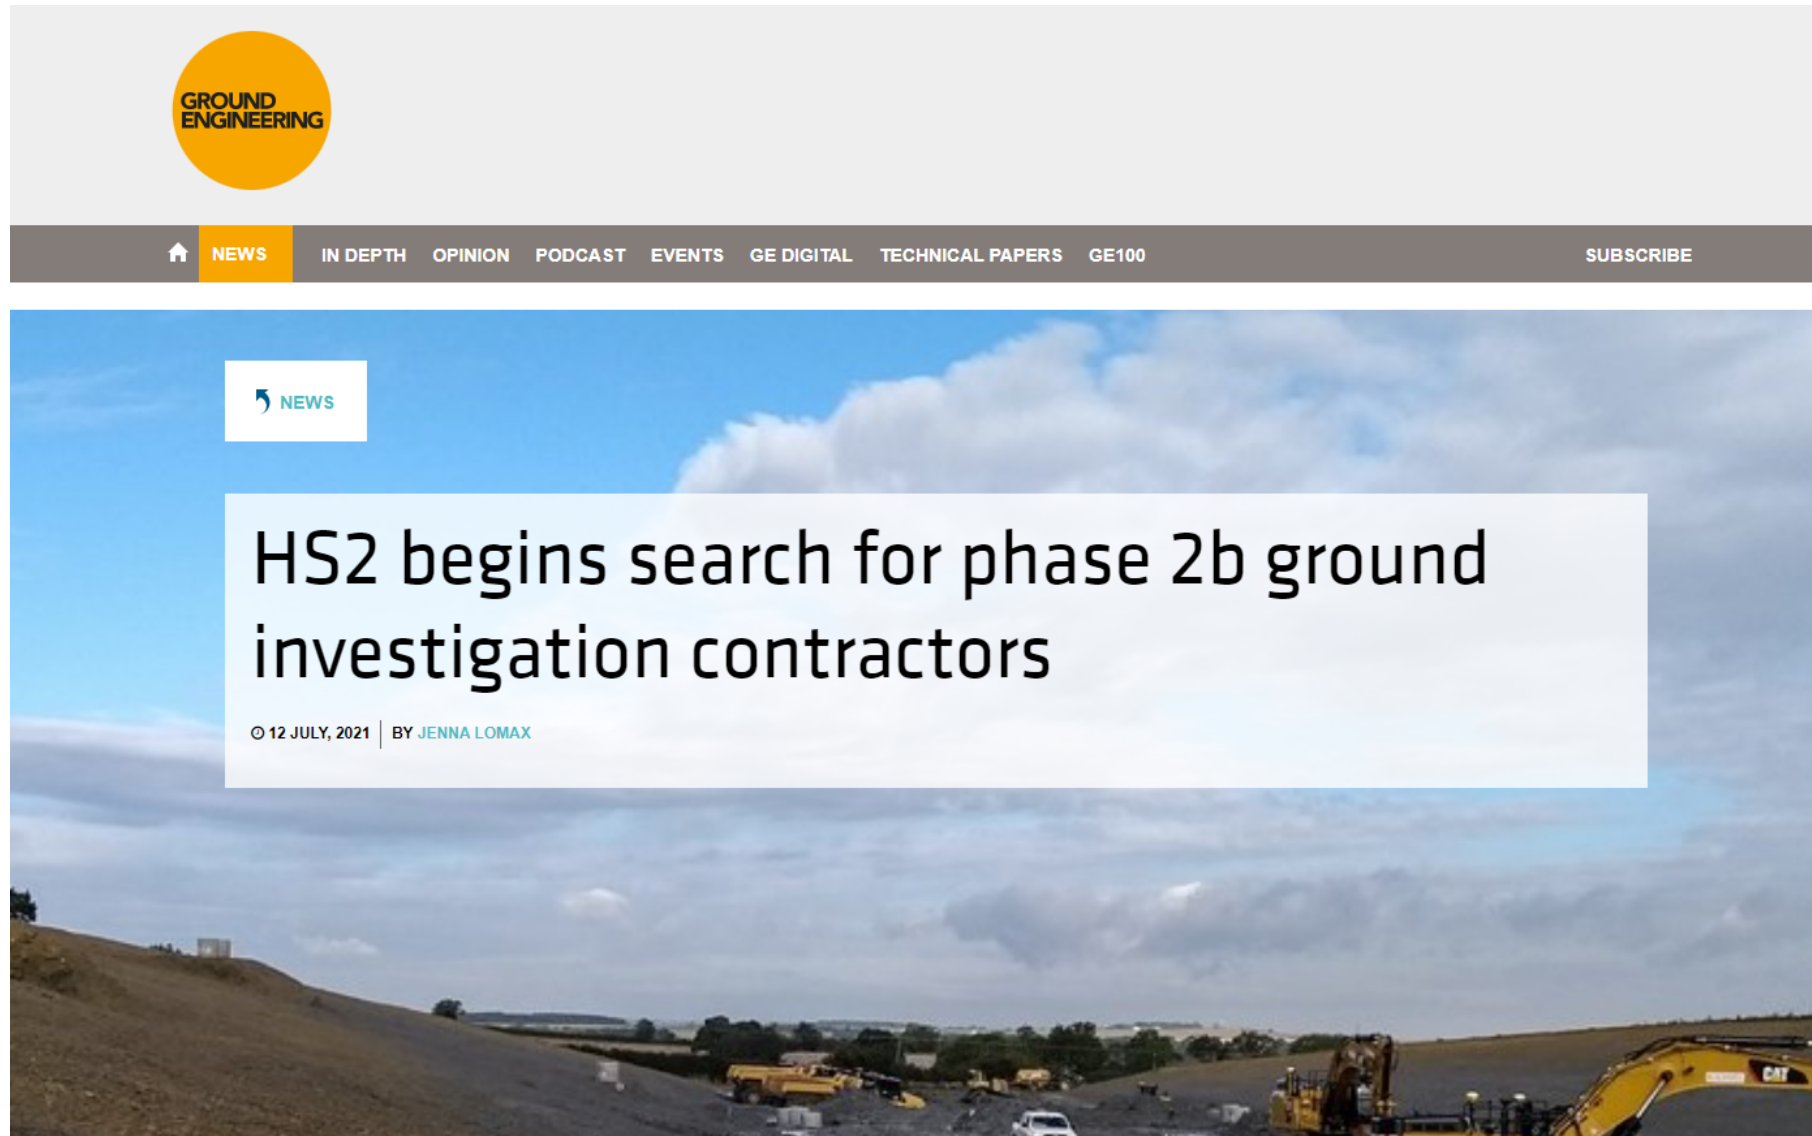 GROUND
ENGINEERING
NEWS IN DEPTH OPINION PODCAST EVENTS GE DIGITAL TECHNICAL PAPERS GE100 SUBSCRIBE
NEWS
HS2 begins search for phase 2b ground
investigation contractors
12 JULY, 2021 BY JENNA LOMAX
CAT